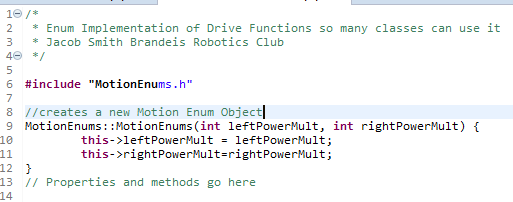 1 /*
2  * Enum Implementation of Drive Functions so many classes can use it
3  * Jacob Smith Brandeis Robotics Club
4  */
5
6 #include "MotionEnums.h"
7
8 //creates a new Motion Enum Object
9 MotionEnums::MotionEnums(int leftPowerMult, int rightPowerMult) {
10         this->leftPowerMult = leftPowerMult;
11         this->rightPowerMult=rightPowerMult;
12 }
13 // Properties and methods go here
14